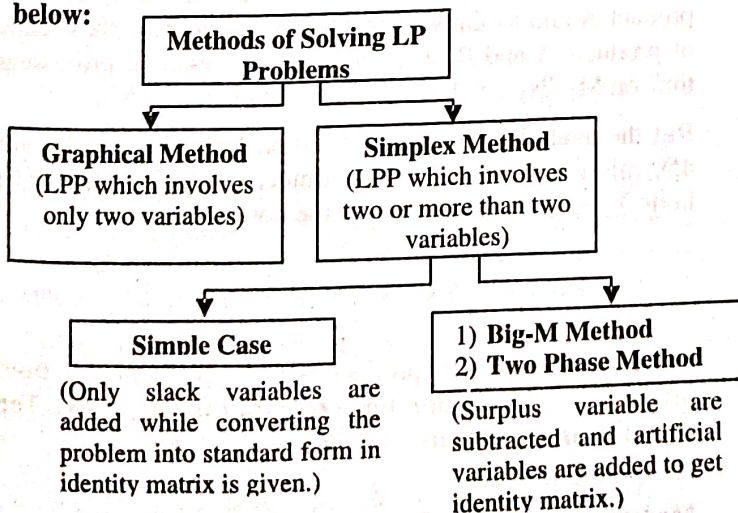 below:
Methods of Solving LP
Problems
Graphical Method
(LPP which involves
only two variables)
Simplex Method
(LPP which involves
two or more than two
variables)
Simple Case
(Only slack variables are
added while converting the
problem into standard form in
identity matrix is given.)
1) Big-M Method
2) Two Phase Method
(Surplus variable are
subtracted and artificial
variables are added to get
identity matrix.)